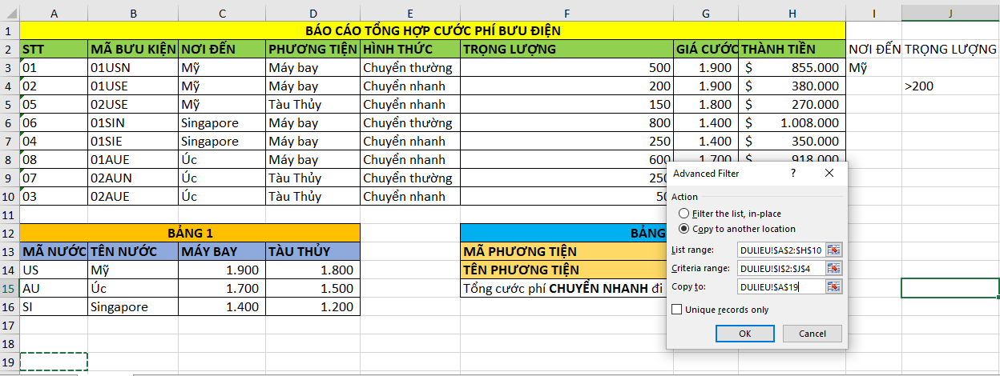 A B C D E F G H I J
1 BÁO CÁO TỔNG HỢP CƯỚC PHÍ BƯU ĐIỆN
2 STT MÃ BƯU KIỆN NƠI ĐẾN PHƯƠNG TIỆN HÌNH THỨC TRỌNG LƯỢNG GIÁ CƯỚC THÀNH TIỀN NƠI ĐẾN TRỌNG LƯỢNG
3 01 01USN Mỹ Máy bay Chuyển thường 500 1.900 $ 855.000 Mỹ
4 02 01USE Mỹ Máy bay Chuyển nhanh 200 1.900 $ 380.000 >200
5 05 02USE Mỹ Tàu Thủy Chuyển nhanh 150 1.800 $ 270.000
6 06 01SIN Singapore Máy bay Chuyển thường 800 1.400 $ 1.008.000
7 04 01SIE Singapore Máy bay Chuyển nhanh 250 1.400 $ 350.000
8 08 01AUE Úc Máy bay Chuyển nhanh 600 1.700 $ 918.000
9 07 02AUN Úc Tàu Thủy Chuyển thường 250
10 03 02AUE Úc Tàu Thủy Chuyển nhanh 50
11
12 BẢNG 1 BẢNG
13 MÃ NƯỚC TÊN NƯỚC MÁY BAY TÀU THỦY MÃ PHƯƠNG TIỆN
14 US Mỹ 1.900 1.800 TÊN PHƯƠNG TIỆN
15 AU Úc 1.700 1.500 Tổng cước phí CHUYỂN NHANH đi
16 SI Singapore 1.400 1.200
17
18
19
Advanced Filter ?
Action
Filter the list, in-place
Copy to another location
List range: DULIEU!$A$2:$H$10
Criteria range: DULIEU!$I$2:$J$4
Copy to: DULIEU!$A$19
Unique records only
OK Cancel